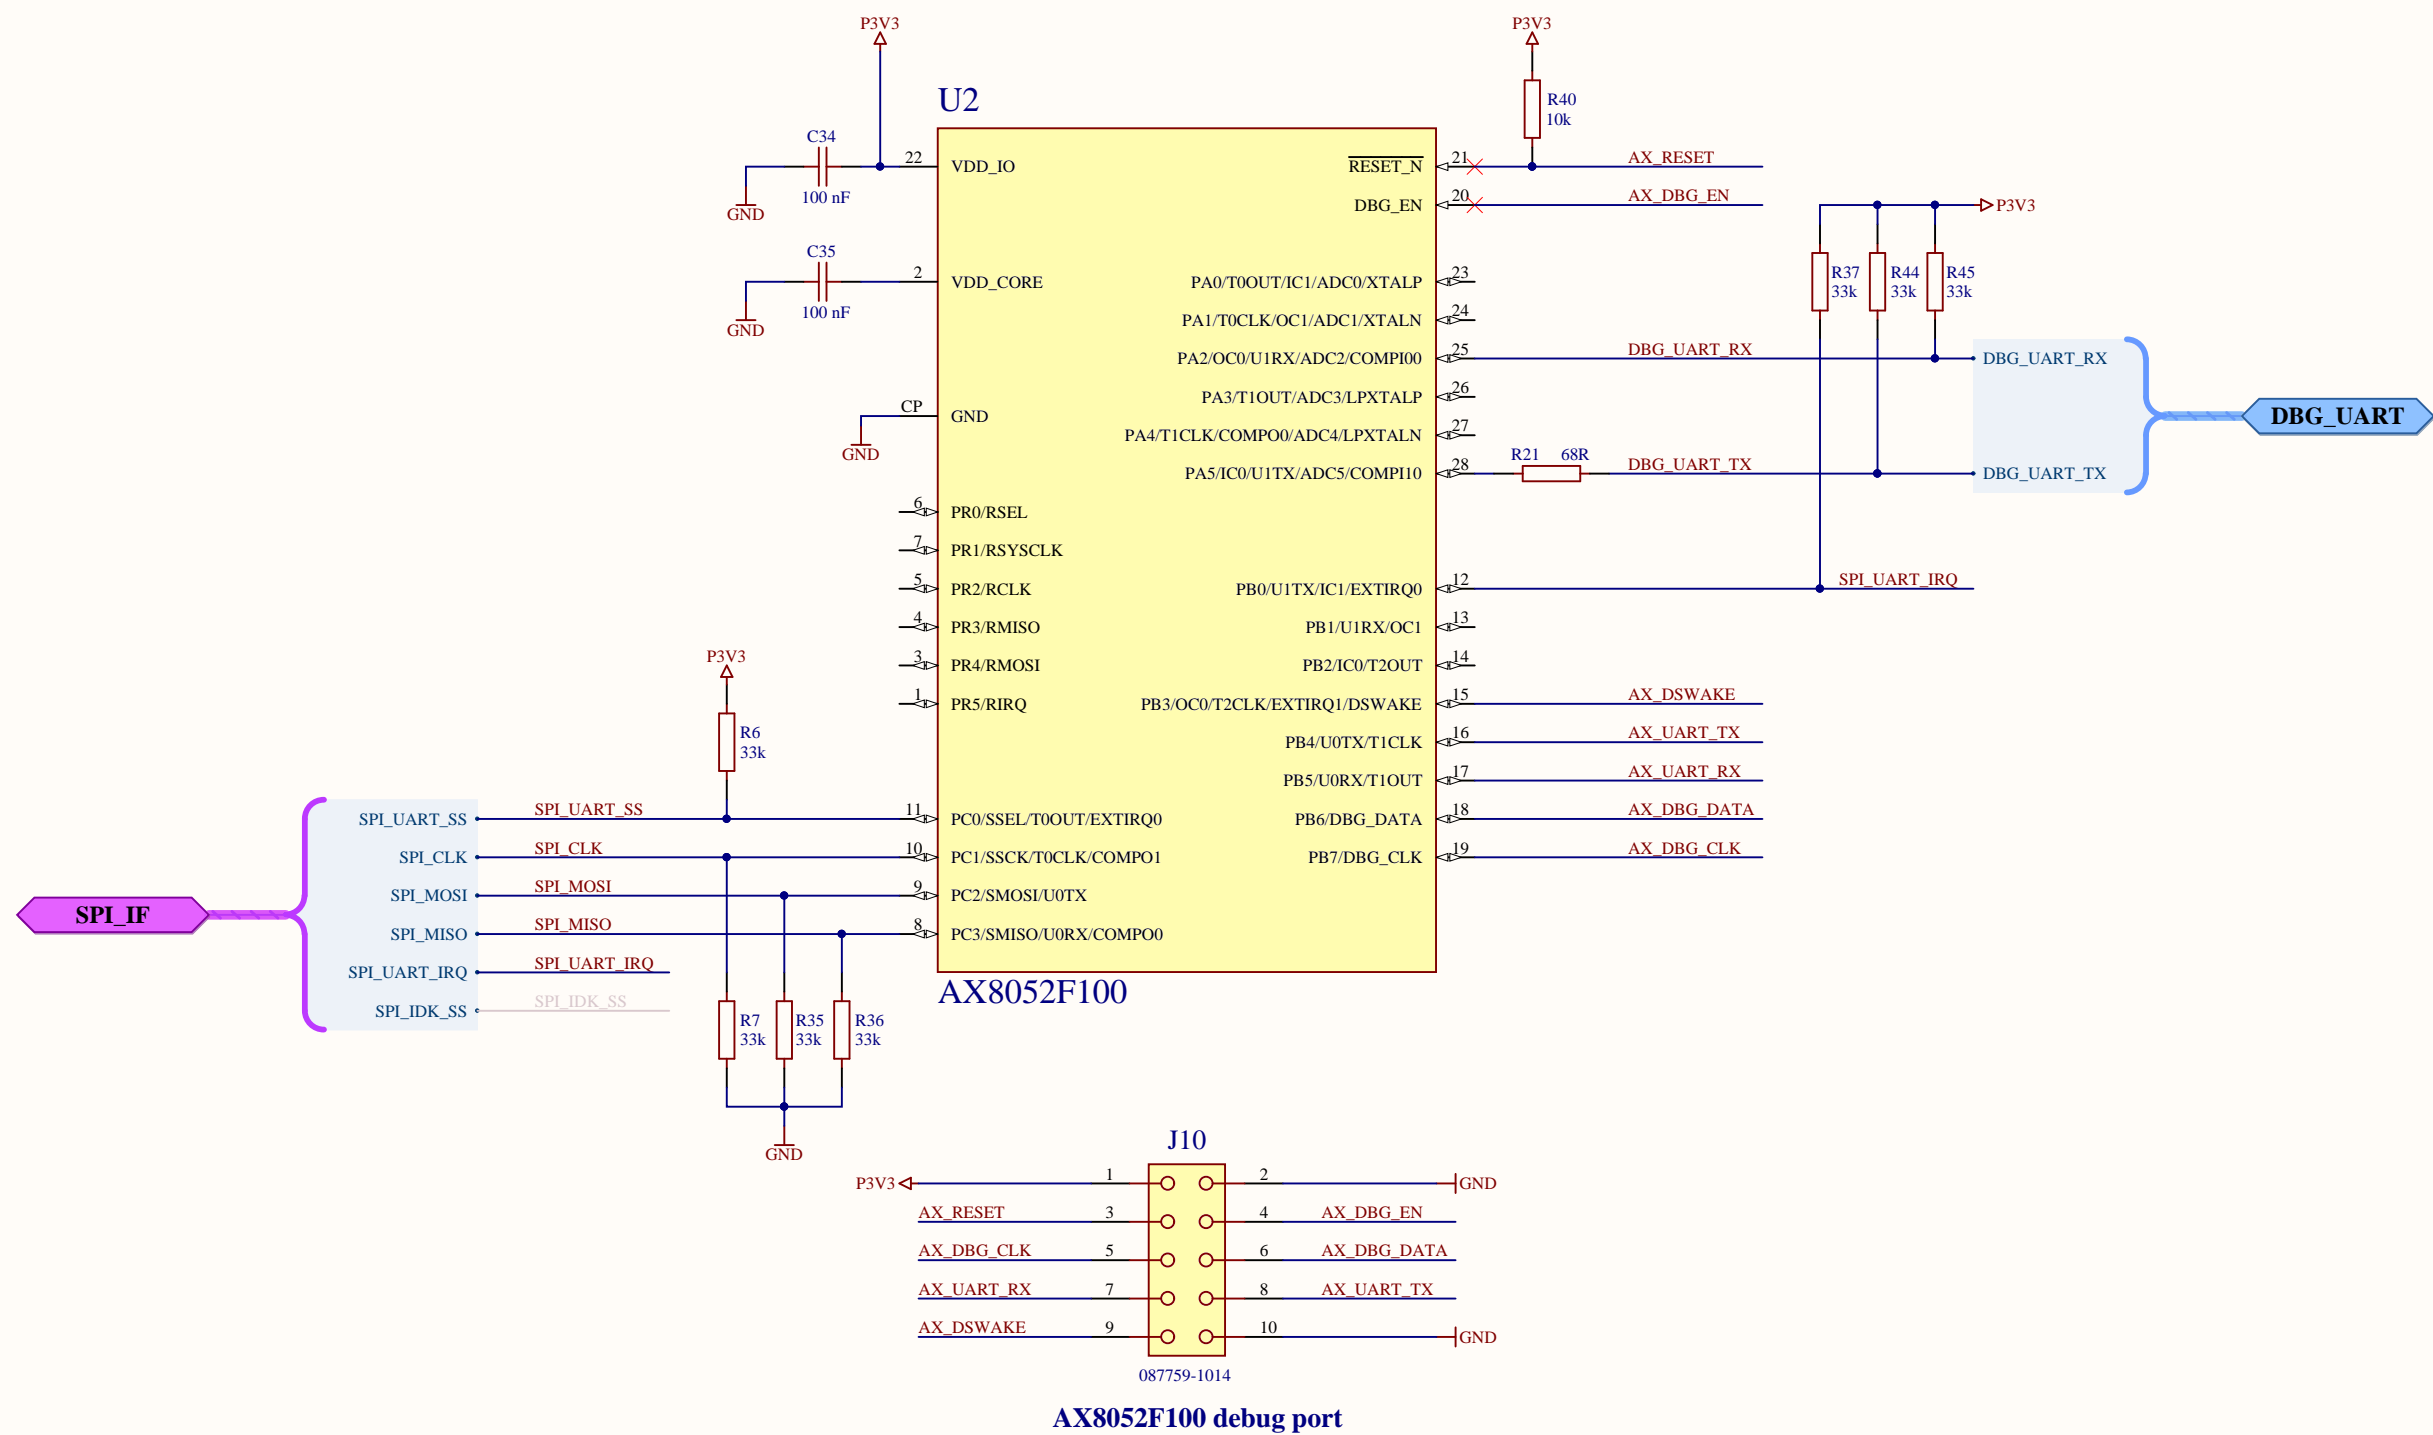 P3V3
P3V3
U2
R40
10k
C34
100 nF
GND
22
VDD_IO
RESET_N
21
AX_RESET
DBG_EN
20
AX_DBG_EN
P3V3
C35
100 nF
GND
2
VDD_CORE
PA0/T0OUT/IC1/ADC0/XTALP
23
R37
33k
R44
33k
R45
33k
PA1/T0CLK/OC1/ADC1/XTALN
24
PA2/OC0/U1RX/ADC2/COMPI00
25
DBG_UART_RX
DBG_UART_RX
PA3/T1OUT/ADC3/LPXTALP
26
CP
GND
GND
DBG_UART
PA4/T1CLK/COMPO0/ADC4/LPXTALN
27
PA5/IC0/U1TX/ADC5/COMPI10
28
R21
68R
DBG_UART_TX
DBG_UART_TX
6
PR0/RSEL
7
PR1/RSYSCLK
5
PR2/RCLK
PB0/U1TX/IC1/EXTIRQ0
12
SPI_UART_IRQ
4
PR3/RMISO
PB1/U1RX/OC1
13
3
PR4/RMOSI
PB2/IC0/T2OUT
14
1
PR5/RIRQ
PB3/OC0/T2CLK/EXTIRQ1/DSWAKE
15
AX_DSWAKE
P3V3
R6
33k
PB4/U0TX/T1CLK
16
AX_UART_TX
PB5/U0RX/T1OUT
17
AX_UART_RX
SPI_UART_SS
SPI_UART_SS
11
PC0/SSEL/T0OUT/EXTIRQ0
PB6/DBG_DATA
18
AX_DBG_DATA
SPI_CLK
SPI_CLK
10
PC1/SSCK/T0CLK/COMPO1
PB7/DBG_CLK
19
AX_DBG_CLK
SPI_MOSI
SPI_MOSI
9
PC2/SMOSI/U0TX
SPI_IF
SPI_MISO
SPI_MISO
8
PC3/SMISO/U0RX/COMPO0
SPI_UART_IRQ
SPI_UART_IRQ
SPI_IDK_SS
SPI_IDK_SS
AX8052F100
R7
33k
R35
33k
R36
33k
GND
J10
P3V3
1
2
GND
AX_RESET
3
4
AX_DBG_EN
AX_DBG_CLK
5
6
AX_DBG_DATA
AX_UART_RX
7
8
AX_UART_TX
AX_DSWAKE
9
10
GND
087759-1014
AX8052F100 debug port